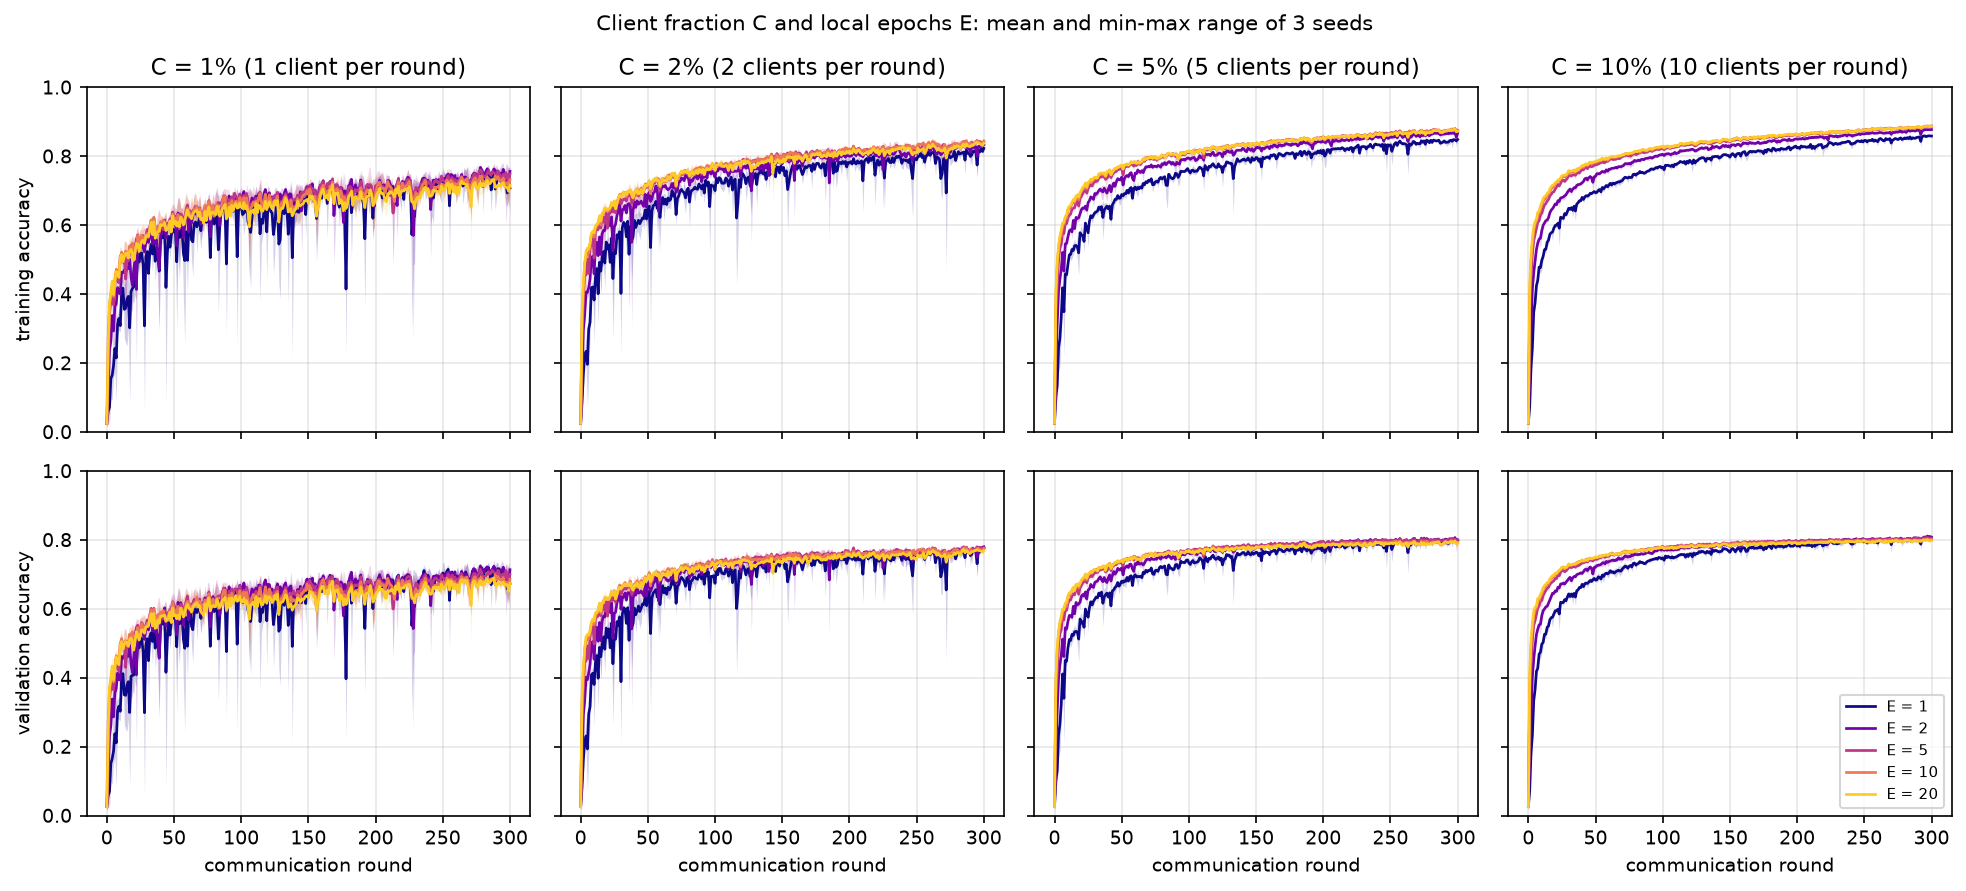 Client fraction C and local epochs E: mean and min-max range of 3 seeds
C = 1% (1 client per round)
C = 2% (2 clients per round)
C = 5% (5 clients per round)
C = 10% (10 clients per round)
training accuracy
1.0
0.8
0.6
0.4
0.2
0.0
validation accuracy
1.0
0.8
0.6
0.4
0.2
0.0
E = 1
E = 2
E = 5
E = 10
E = 20
0 50 100 150 200 250 300
0 50 100 150 200 250 300
0 50 100 150 200 250 300
0 50 100 150 200 250 300
communication round
communication round
communication round
communication round